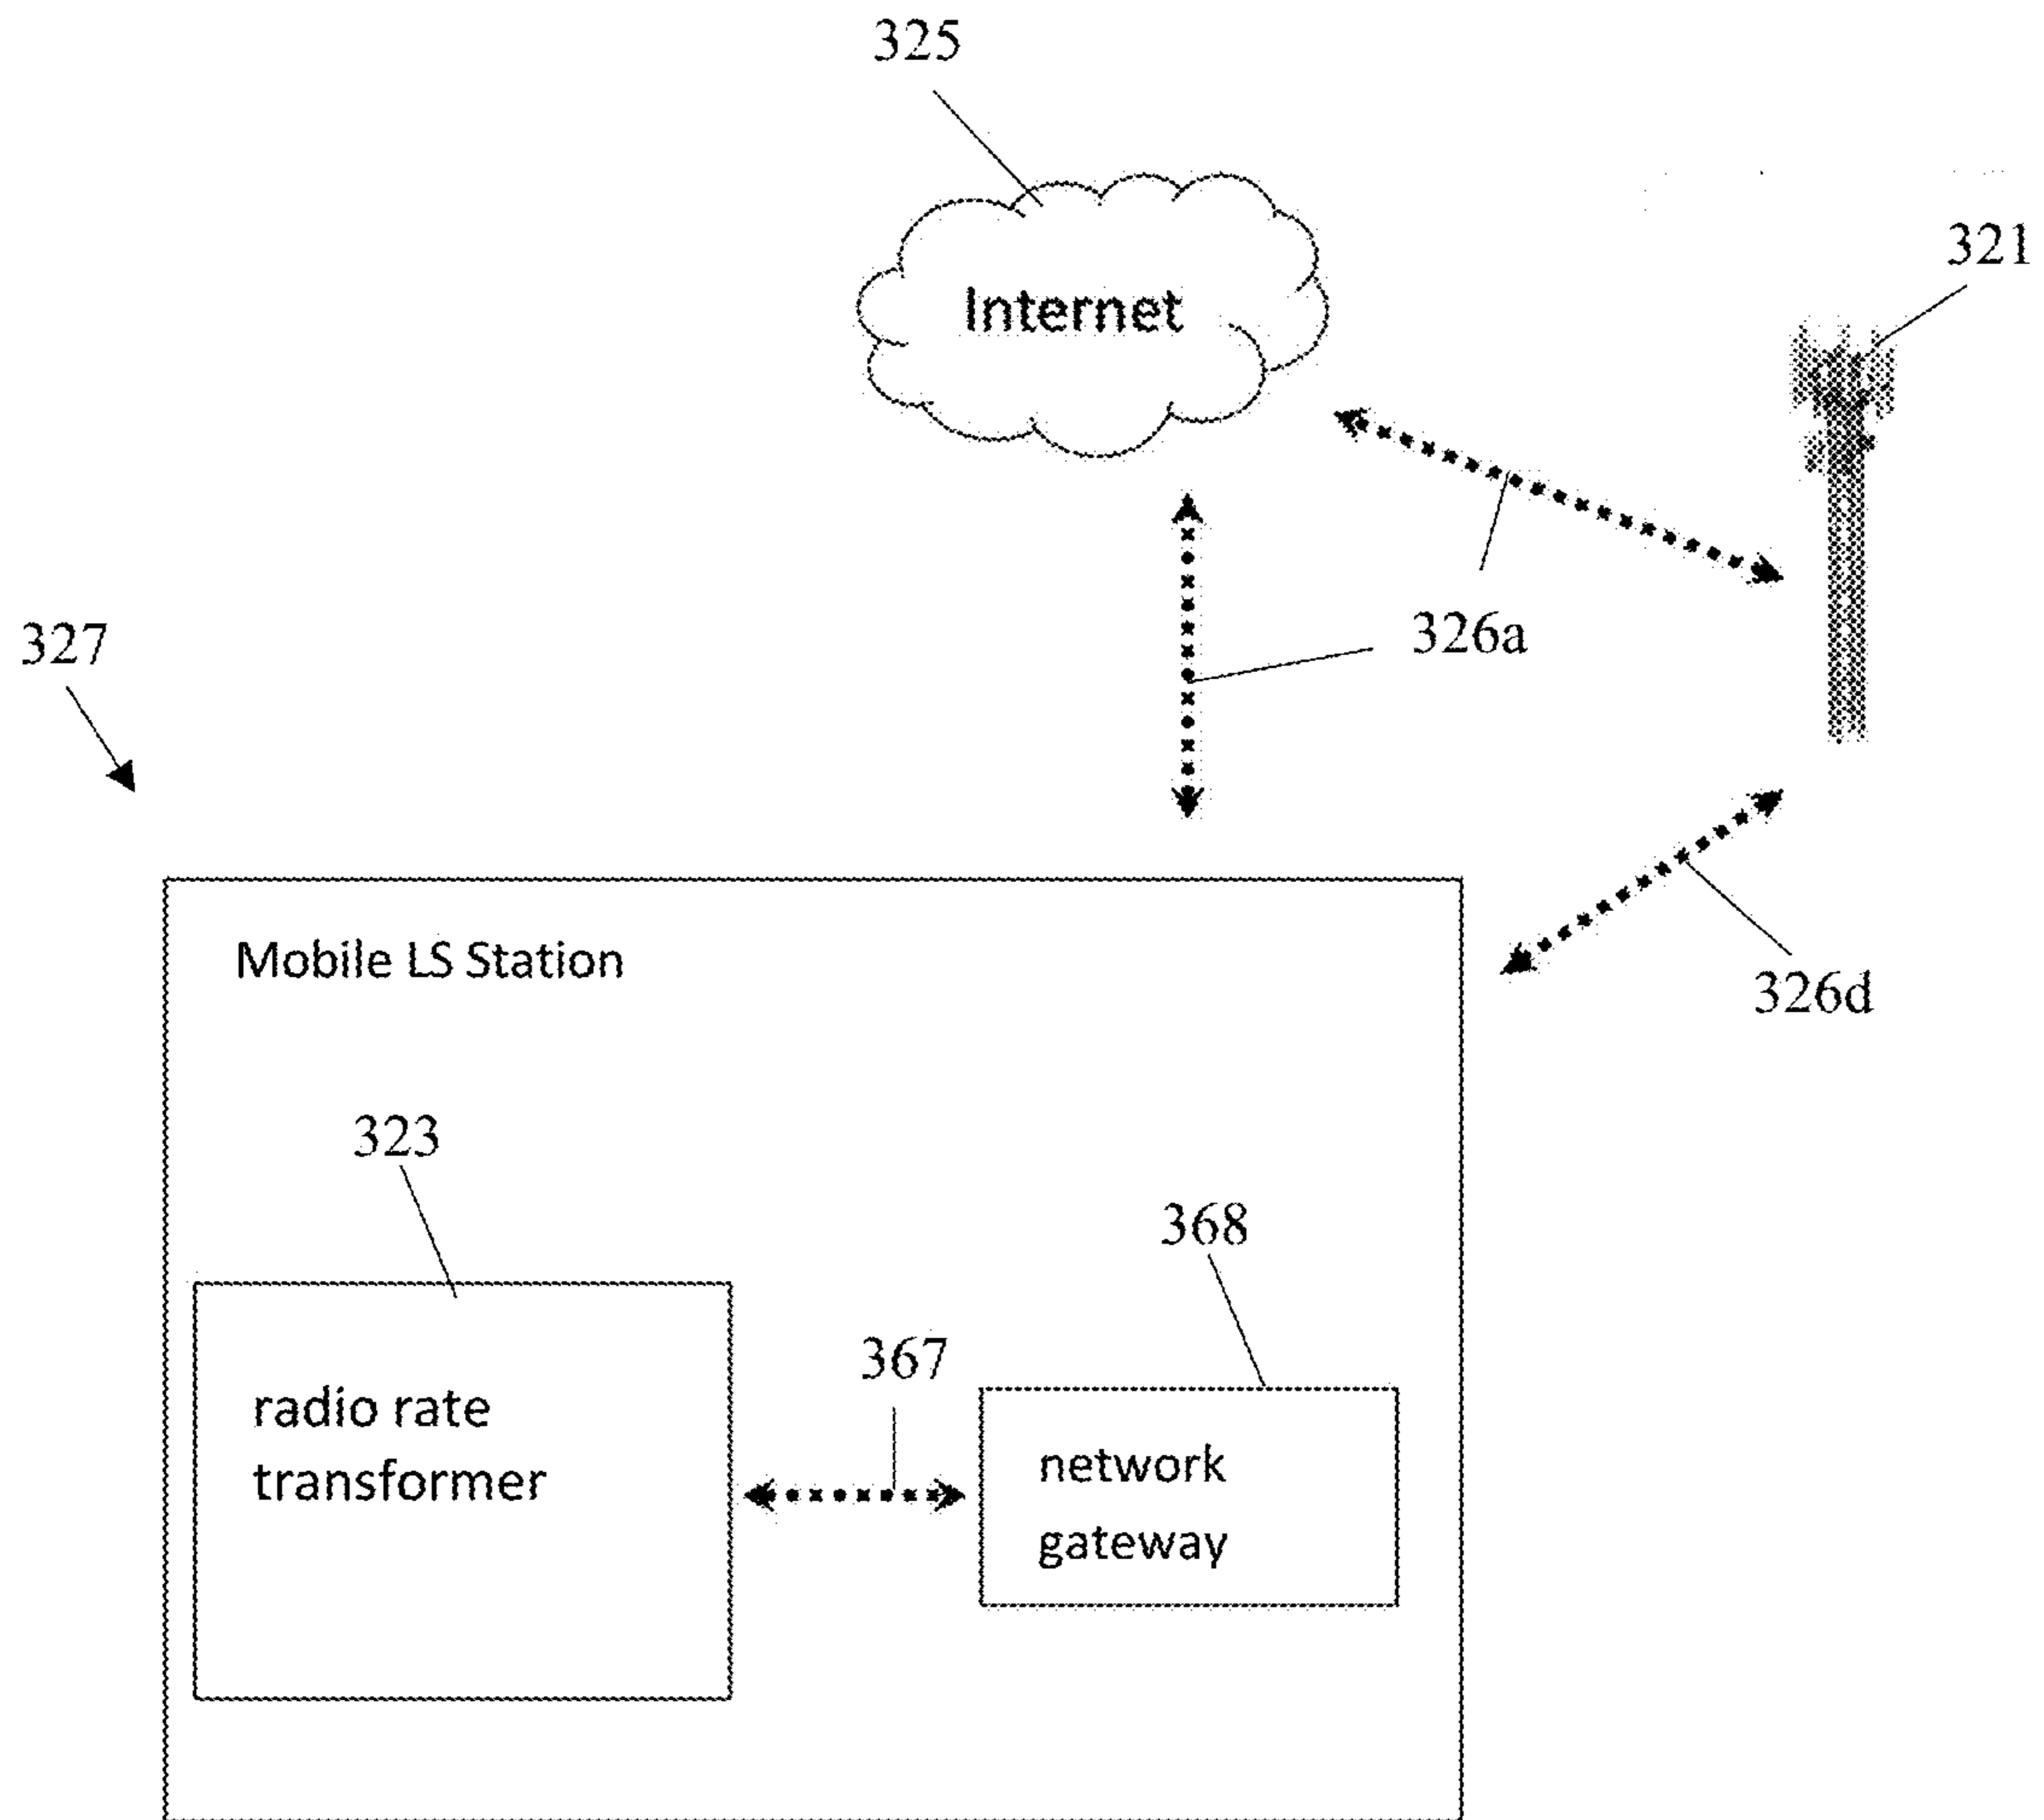 325
321
Internet
326a
327
326d
Mobile LS Station
323
368
367
radio rate
transformer
network
gateway